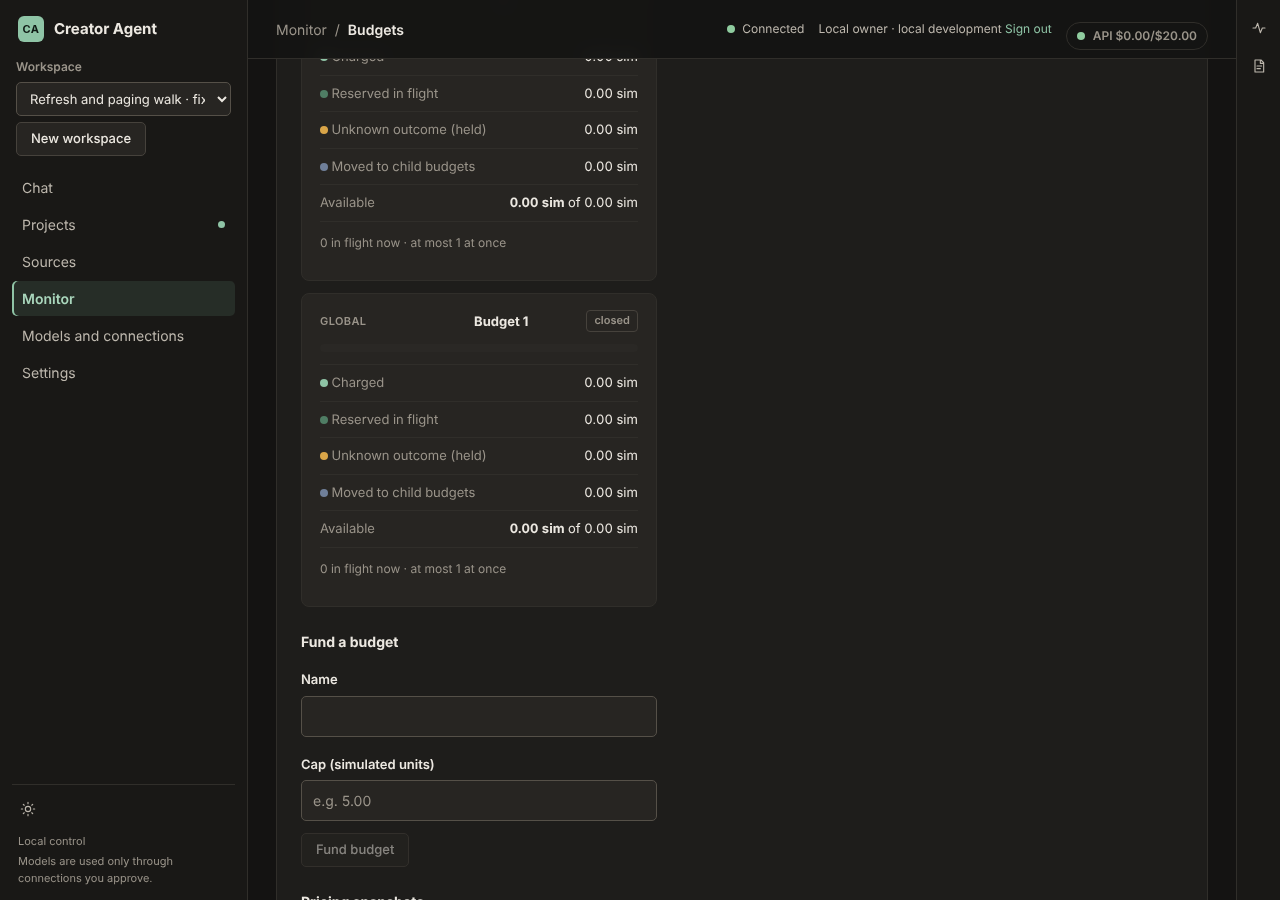 CA Creator Agent
Workspace
Refresh and paging walk · fix
New workspace
Chat
Projects
Sources
Monitor
Models and connections
Settings
Local control
Models are used only through
connections you approve.
Monitor / Budgets
Connected Local owner · local development Sign out API $0.00/$20.00
Charged 0.00 sim
Reserved in flight 0.00 sim
Unknown outcome (held) 0.00 sim
Moved to child budgets 0.00 sim
Available 0.00 sim of 0.00 sim
0 in flight now · at most 1 at once
GLOBAL Budget 1 closed
Charged 0.00 sim
Reserved in flight 0.00 sim
Unknown outcome (held) 0.00 sim
Moved to child budgets 0.00 sim
Available 0.00 sim of 0.00 sim
0 in flight now · at most 1 at once
Fund a budget
Name
Cap (simulated units)
e.g. 5.00
Fund budget
Pricing snapshots